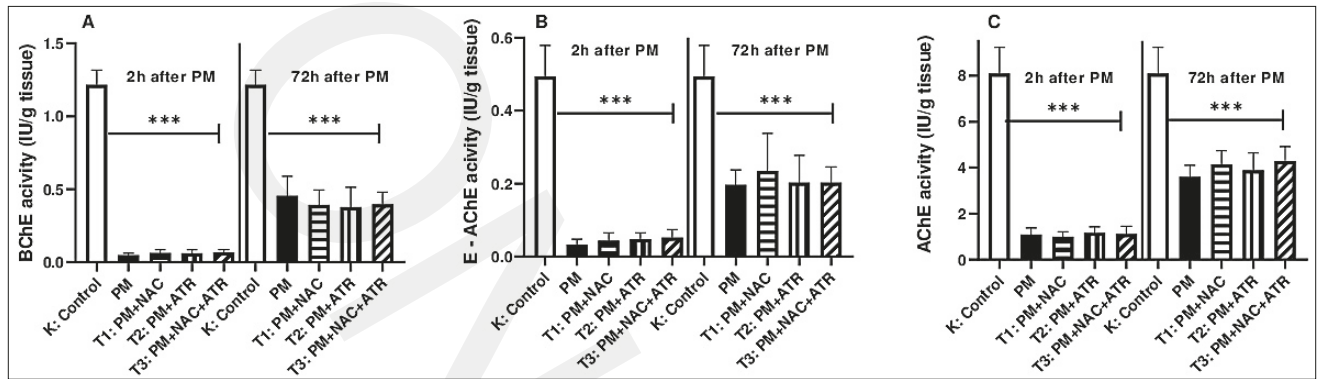 A
BChE acivity (IU/g tissue)
1.5
1.0
0.5
0.0
2h after PM
72h after PM
***
***
K: Control
PM
T1: PM+NAC
T2: PM+ATR
T3: PM+NAC+ATR
K: Control
PM
T1: PM+NAC
T2: PM+ATR
T3: PM+NAC+ATR
B
E - AChE acivity (IU/g tissue)
0.6
0.4
0.2
0.0
2h after PM
72h after PM
***
***
K: Control
PM
T1: PM+NAC
T2: PM+ATR
T3: PM+NAC+ATR
K: Control
PM
T1: PM+NAC
T2: PM+ATR
T3: PM+NAC+ATR
C
AChE acivity (IU/g tissue)
8
6
4
2
0
2h after PM
72h after PM
***
***
K: Control
PM
T1: PM+NAC
T2: PM+ATR
T3: PM+NAC+ATR
K: Control
PM
T1: PM+NAC
T2: PM+ATR
T3: PM+NAC+ATR